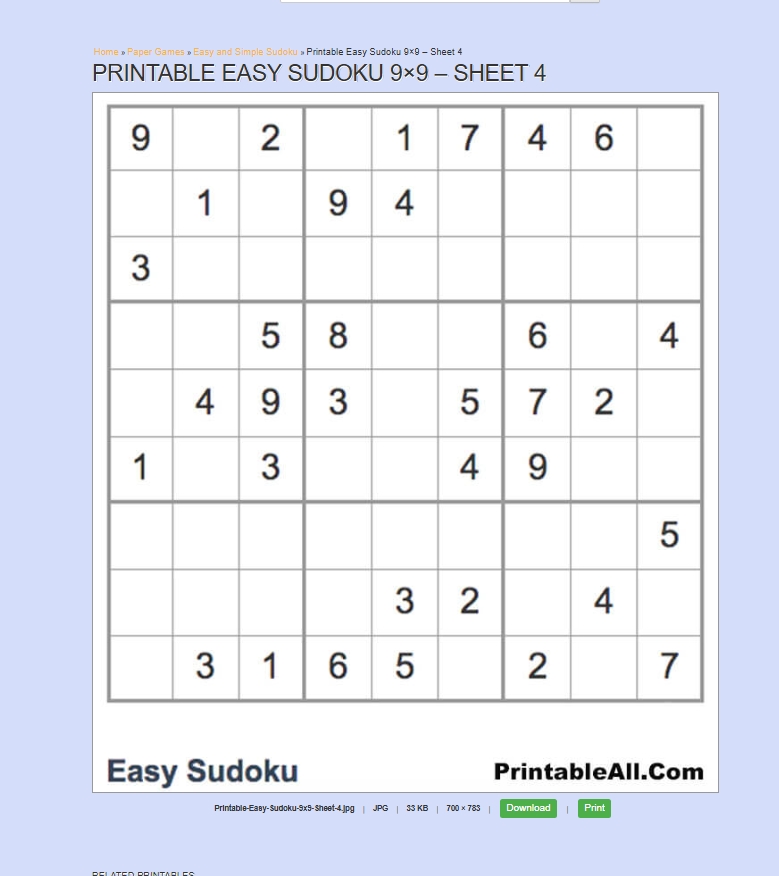 Home » Paper Games » Easy and Simple Sudoku » Printable Easy Sudoku 9×9 – Sheet 4
PRINTABLE EASY SUDOKU 9×9 – SHEET 4
9 2 1 7 4 6
1 9 4
3
5 8 6 4
4 9 3 5 7 2
1 3 4 9
5
3 2 4
3 1 6 5 2 7
Easy Sudoku PrintableAll.Com
Printable-Easy-Sudoku-9x9-Sheet-4.jpg | JPG | 33 KB | 700 × 783 | Download | Print
RELATED PRINTABLES